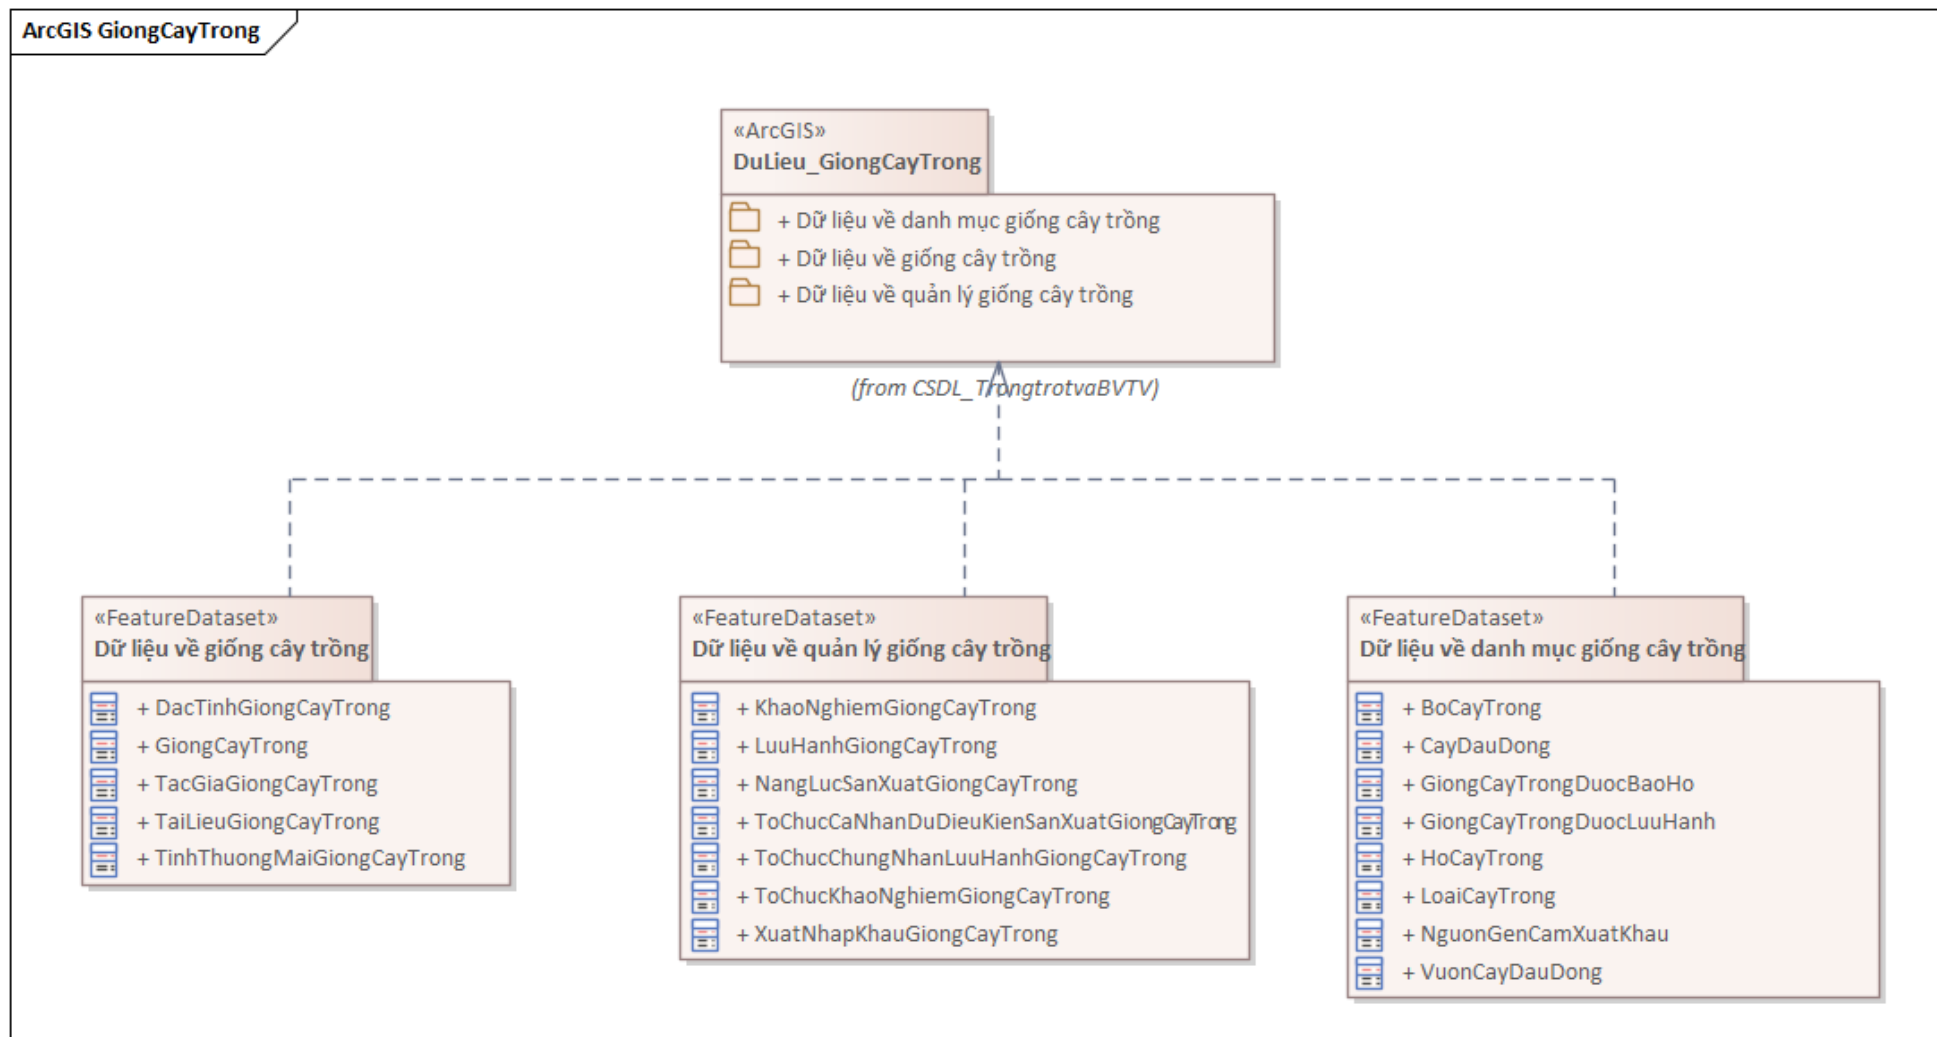 ArcGIS GiongCayTrong
«ArcGIS»
DuLieu_GiongCayTrong
+ Dữ liệu về danh mục giống cây trồng
+ Dữ liệu về giống cây trồng
+ Dữ liệu về quản lý giống cây trồng
(from CSDL_TrongtrotvaBVTV)
«FeatureDataset»
Dữ liệu về giống cây trồng
+ DacTinhGiongCayTrong
+ GiongCayTrong
+ TacGiaGiongCayTrong
+ TaiLieuGiongCayTrong
+ TinhThuongMaiGiongCayTrong
«FeatureDataset»
Dữ liệu về quản lý giống cây trồng
+ KhaoNghiemGiongCayTrong
+ LuuHanhGiongCayTrong
+ NangLucSanXuatGiongCayTrong
+ ToChucCaNhanDuDieuKienSanXuatGiongCayTrong
+ ToChucChungNhanLuuHanhGiongCayTrong
+ ToChucKhaoNghiemGiongCayTrong
+ XuatNhapKhauGiongCayTrong
«FeatureDataset»
Dữ liệu về danh mục giống cây trồng
+ BoCayTrong
+ CayDauDong
+ GiongCayTrongDuocBaoHo
+ GiongCayTrongDuocLuuHanh
+ HoCayTrong
+ LoaiCayTrong
+ NguonGenCamXuatKhau
+ VuonCayDauDong